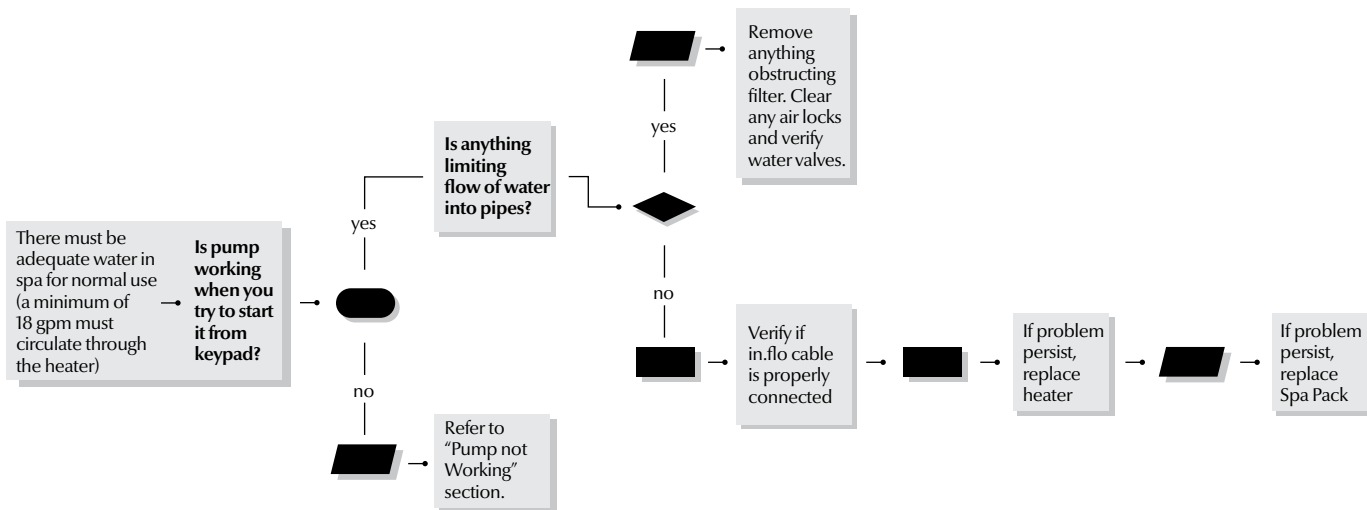 There must be
adequate water in
spa for normal use
(a minimum of
18 gpm must
circulate through
the heater)
Is pump
working
when you
try to start
it from
keypad?
yes
Is anything
limiting
flow of water
into pipes?
yes
Remove
anything
obstructing
filter. Clear
any air locks
and verify
water valves.
no
Verify if
in.flo cable
is properly
connected
If problem
persist,
replace
heater
If problem
persist,
replace
Spa Pack
no
Refer to
“Pump not
Working”
section.